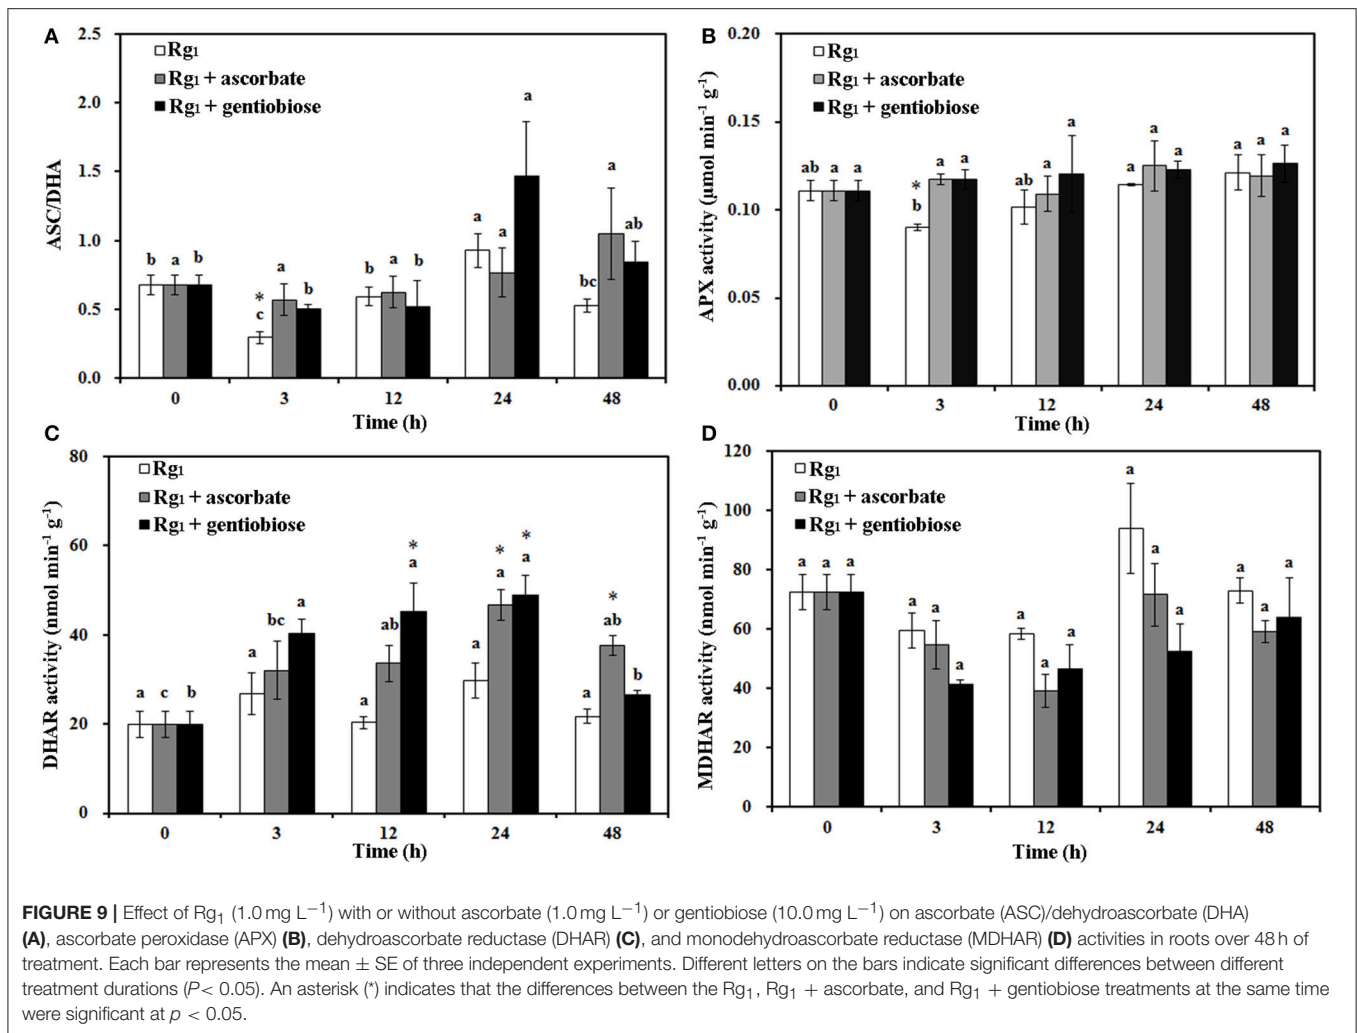 A
2.5
2.0
1.5
1.0
0.5
0.0
ASC/DHA
Rg1
Rg1 + ascorbate
Rg1 + gentiobiose
b a b
* c a b
b a b
a a a
bc a ab
0 3 12 24 48
Time (h)
B
0.20
0.15
0.10
0.05
0.00
APX activity (µmol min-1 g-1)
Rg1
Rg1 + ascorbate
Rg1 + gentiobiose
ab a a
* b a a
ab a a
a a a
a a a
0 3 12 24 48
Time (h)
C
80
60
40
20
0
DHAR activity (nmol min-1 g-1)
Rg1
Rg1 + ascorbate
Rg1 + gentiobiose
a c b
a bc a
a ab * a
a * a * a
a * ab b
0 3 12 24 48
Time (h)
D
120
100
80
60
40
20
0
MDHAR activity (nmol min-1 g-1)
Rg1
Rg1 + ascorbate
Rg1 + gentiobiose
a a a
a a a
a a a
a a a
a a a
0 3 12 24 48
Time (h)
FIGURE 9 | Effect of Rg1 (1.0 mg L−1) with or without ascorbate (1.0 mg L−1) or gentiobiose (10.0 mg L−1) on ascorbate (ASC)/dehydroascorbate (DHA)
(A), ascorbate peroxidase (APX) (B), dehydroascorbate reductase (DHAR) (C), and monodehydroascorbate reductase (MDHAR) (D) activities in roots over 48 h of
treatment. Each bar represents the mean ± SE of three independent experiments. Different letters on the bars indicate significant differences between different
treatment durations (P< 0.05). An asterisk (*) indicates that the differences between the Rg1, Rg1 + ascorbate, and Rg1 + gentiobiose treatments at the same time
were significant at p < 0.05.